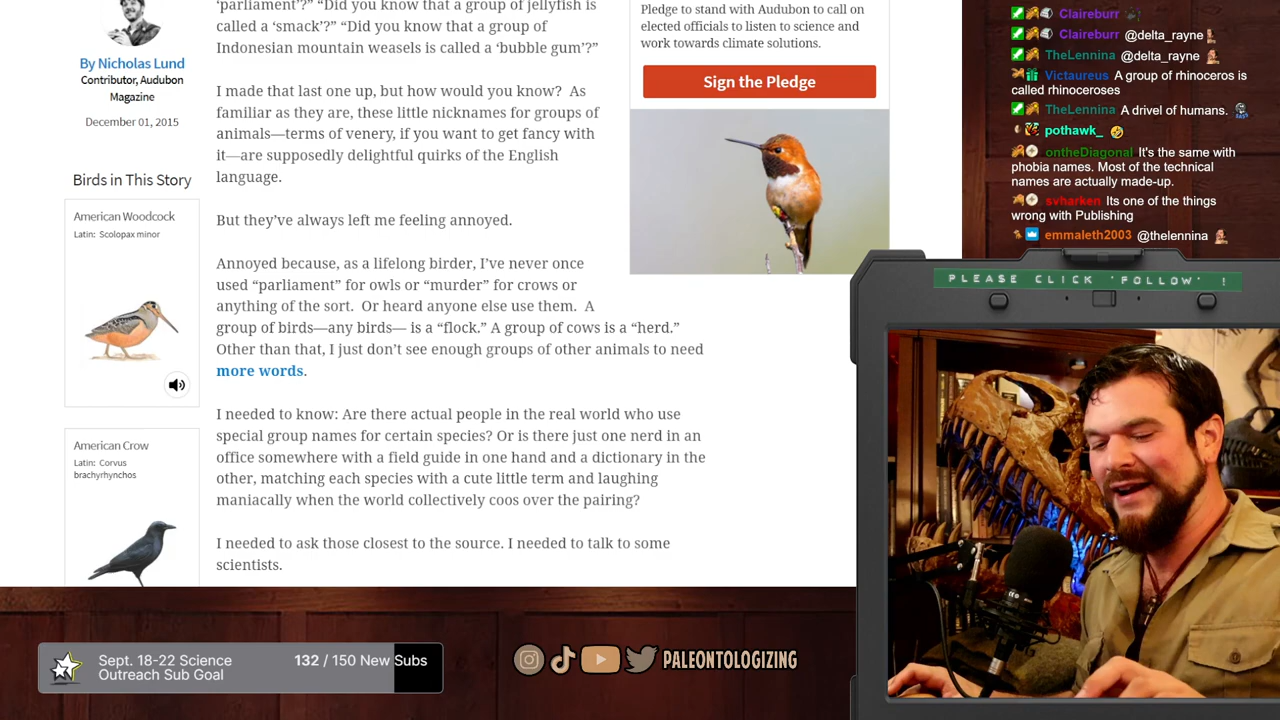 'parliament'?" "Did you know that a group of jellyfish is
called a 'smack'?" "Did you know that a group of
Indonesian mountain weasels is called a 'bubble gum'?"
By Nicholas Lund
Contributor, Audubon
Magazine
December 01, 2015
I made that last one up, but how would you know?  As
familiar as they are, these little nicknames for groups of
animals—terms of venery, if you want to get fancy with
it—are supposedly delightful quirks of the English
language.
But they've always left me feeling annoyed.
Annoyed because, as a lifelong birder, I've never once
used "parliament" for owls or "murder" for crows or
anything of the sort.  Or heard anyone else use them.  A
group of birds—any birds— is a "flock." A group of cows is a "herd."
Other than that, I just don't see enough groups of other animals to need
more words.
I needed to know: Are there actual people in the real world who use
special group names for certain species? Or is there just one nerd in an
office somewhere with a field guide in one hand and a dictionary in the
other, matching each species with a cute little term and laughing
maniacally when the world collectively coos over the pairing?
I needed to ask those closest to the source. I needed to talk to some
scientists.
Birds in This Story
American Woodcock
Latin: Scolopax minor
American Crow
Latin: Corvus
brachyrhynchos
Pledge to stand with Audubon to call on
elected officials to listen to science and
work towards climate solutions.
Sign the Pledge
Claireburr
Claireburr @delta_rayne
TheLennina @delta_rayne
Victaureus A group of rhinoceros is
called rhinoceroses
TheLennina A drivel of humans.
pothawk_
ontheDiagonal It's the same with
phobia names. Most of the technical
names are actually made-up.
svharken Its one of the things
wrong with Publishing
emmaleth2003 @thelennina
PLEASE CLICK 'FOLLOW' !
Sept. 18-22 Science
Outreach Sub Goal
132 / 150 New Subs
PALEONTOLOGIZING